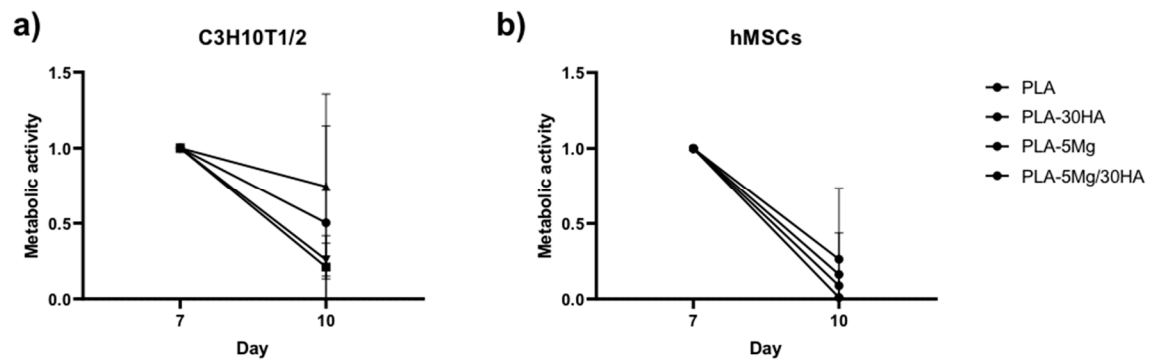 a)
C3H10T1/2
Metabolic activity
1.5
1.0
0.5
0.0
7
10
Day
b)
hMSCs
Metabolic activity
1.5
1.0
0.5
0.0
7
10
Day
PLA
PLA-30HA
PLA-5Mg
PLA-5Mg/30HA